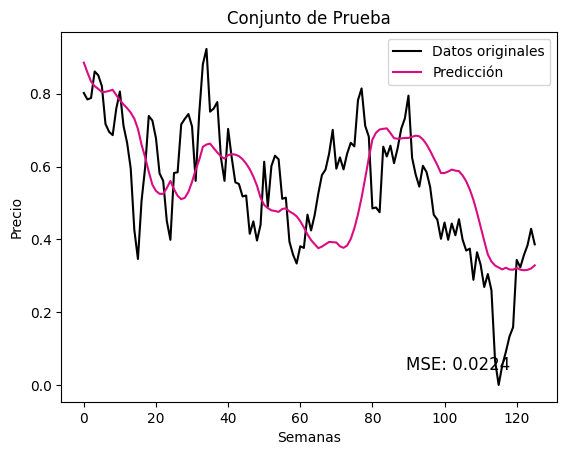 Conjunto de Prueba
Datos originales
Predicción
Precio
0.8
0.6
0.4
0.2
0.0
MSE: 0.0224
0 20 40 60 80 100 120
Semanas